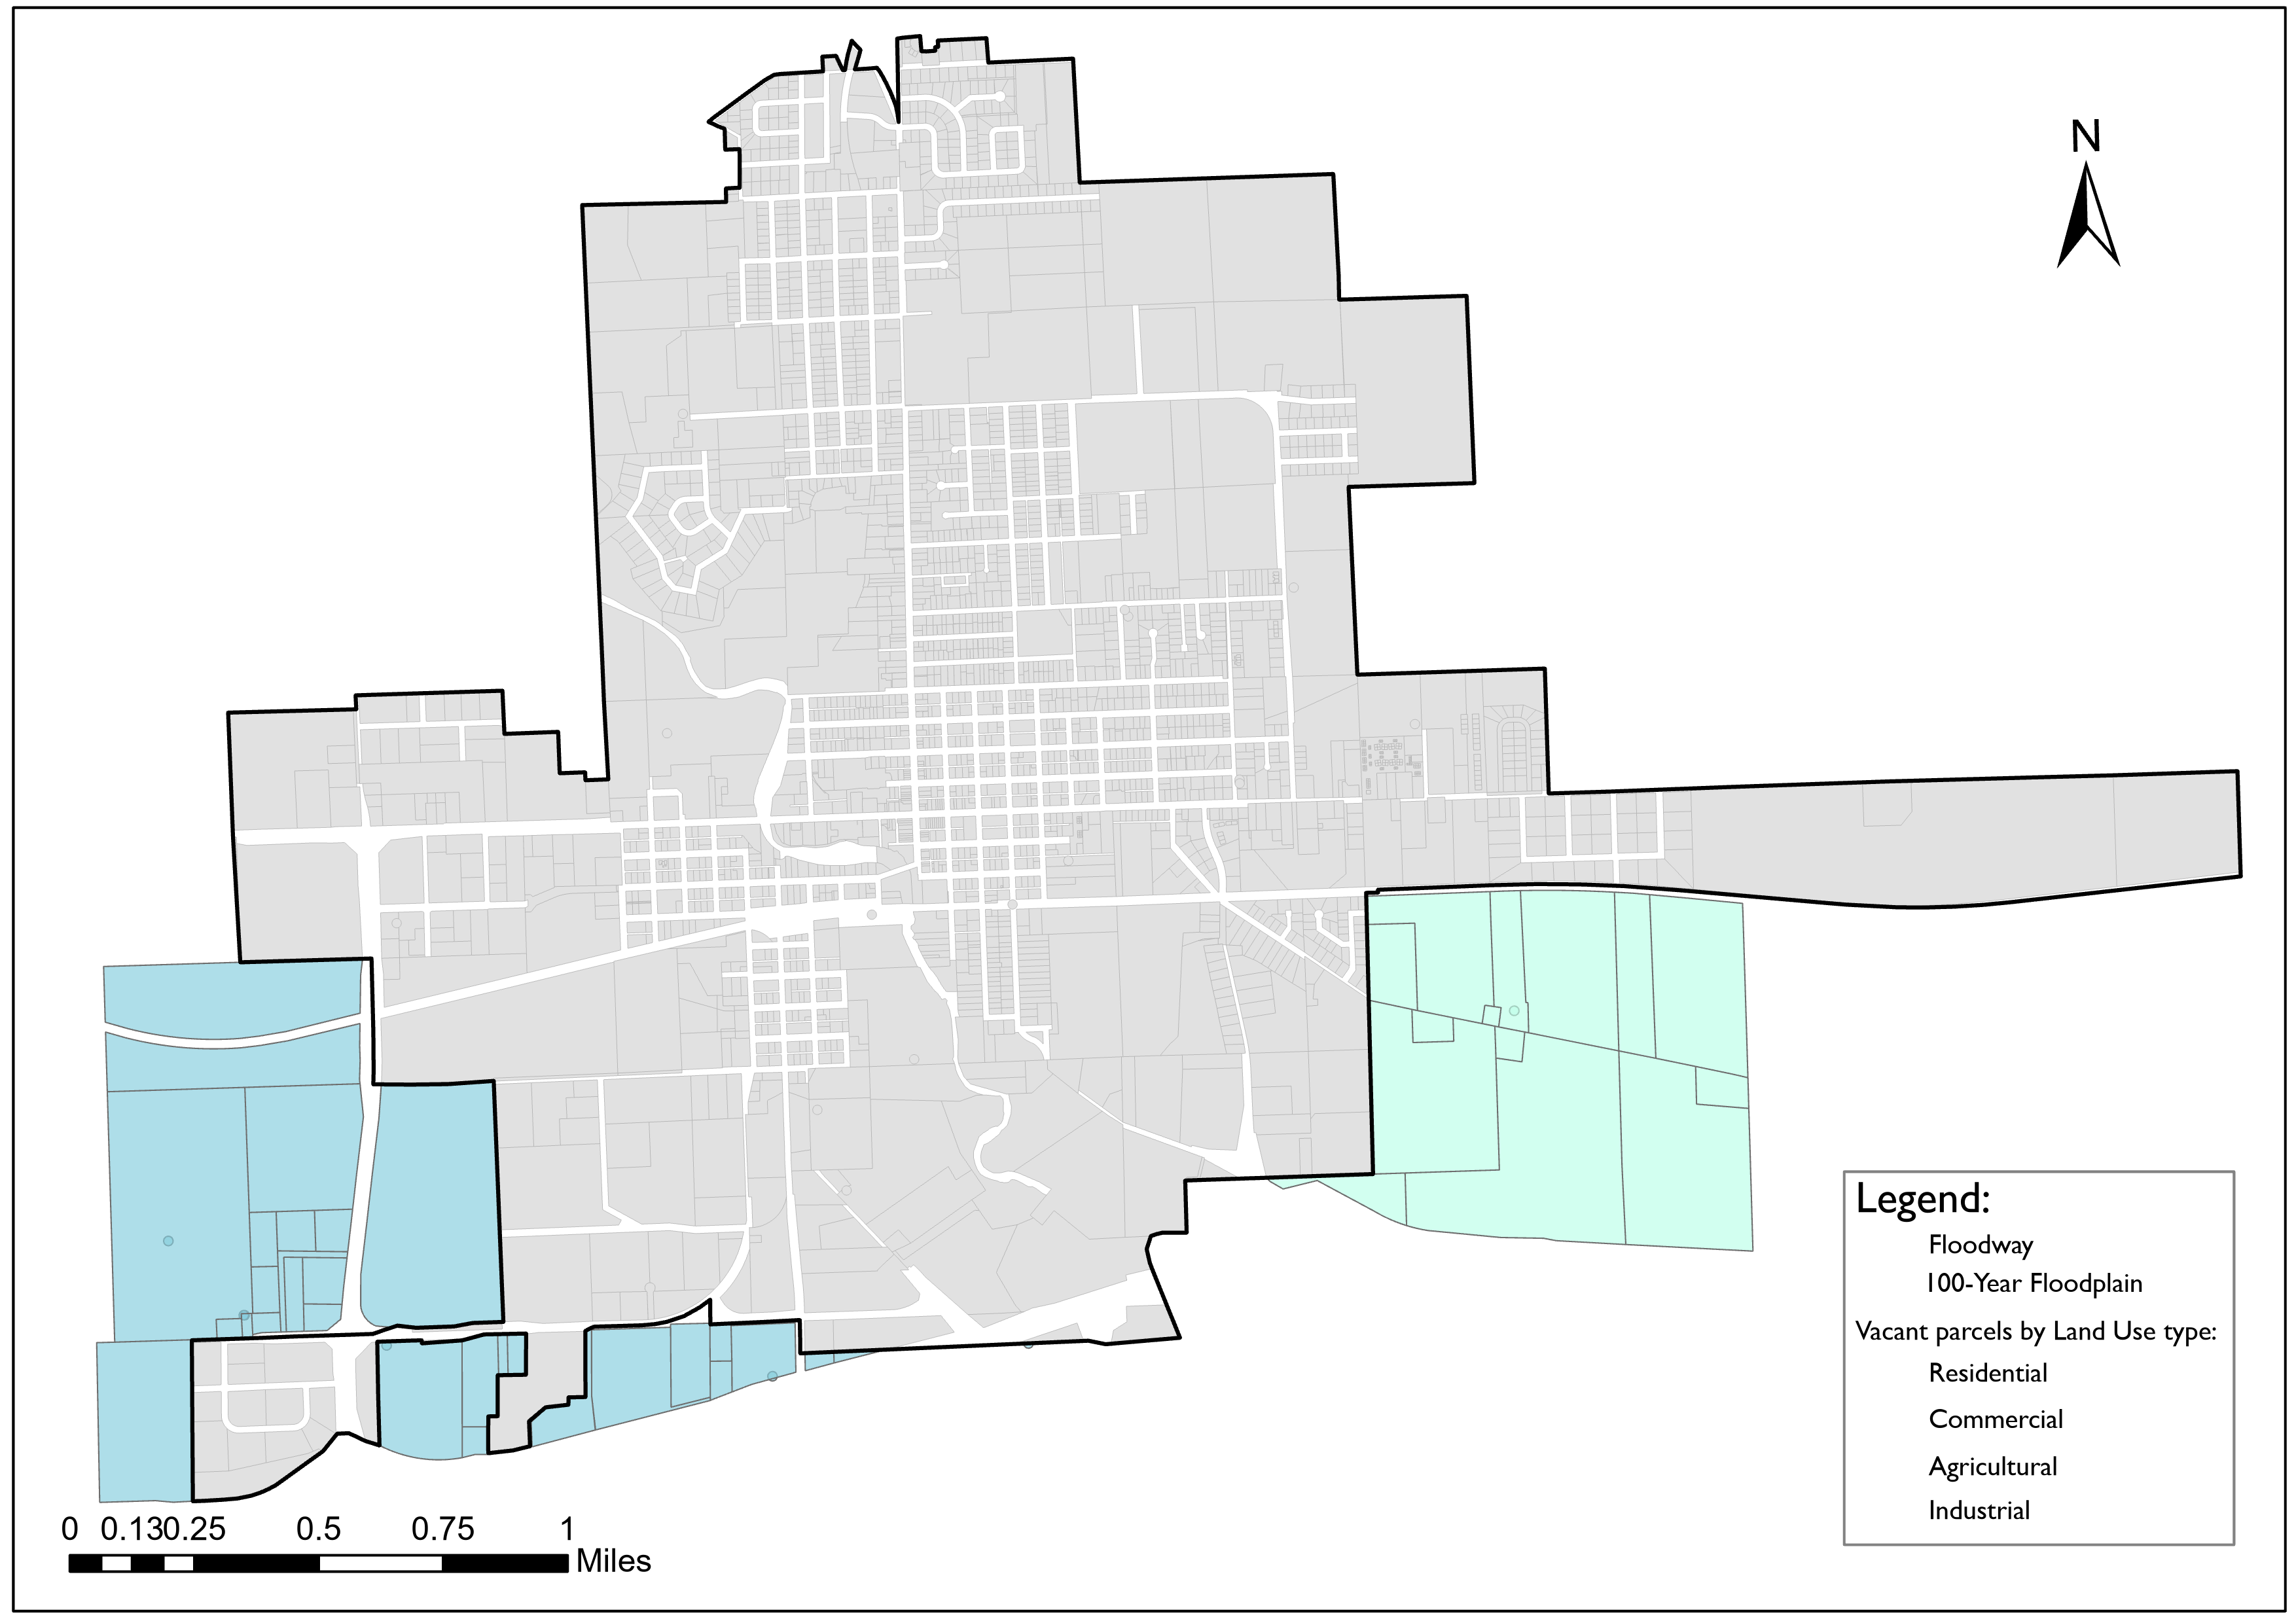 N
Legend:
Floodway
100-Year Floodplain
Vacant parcels by Land Use type:
Residential
Commercial
Agricultural
Industrial
0 0.130.25 0.5 0.75 1
Miles